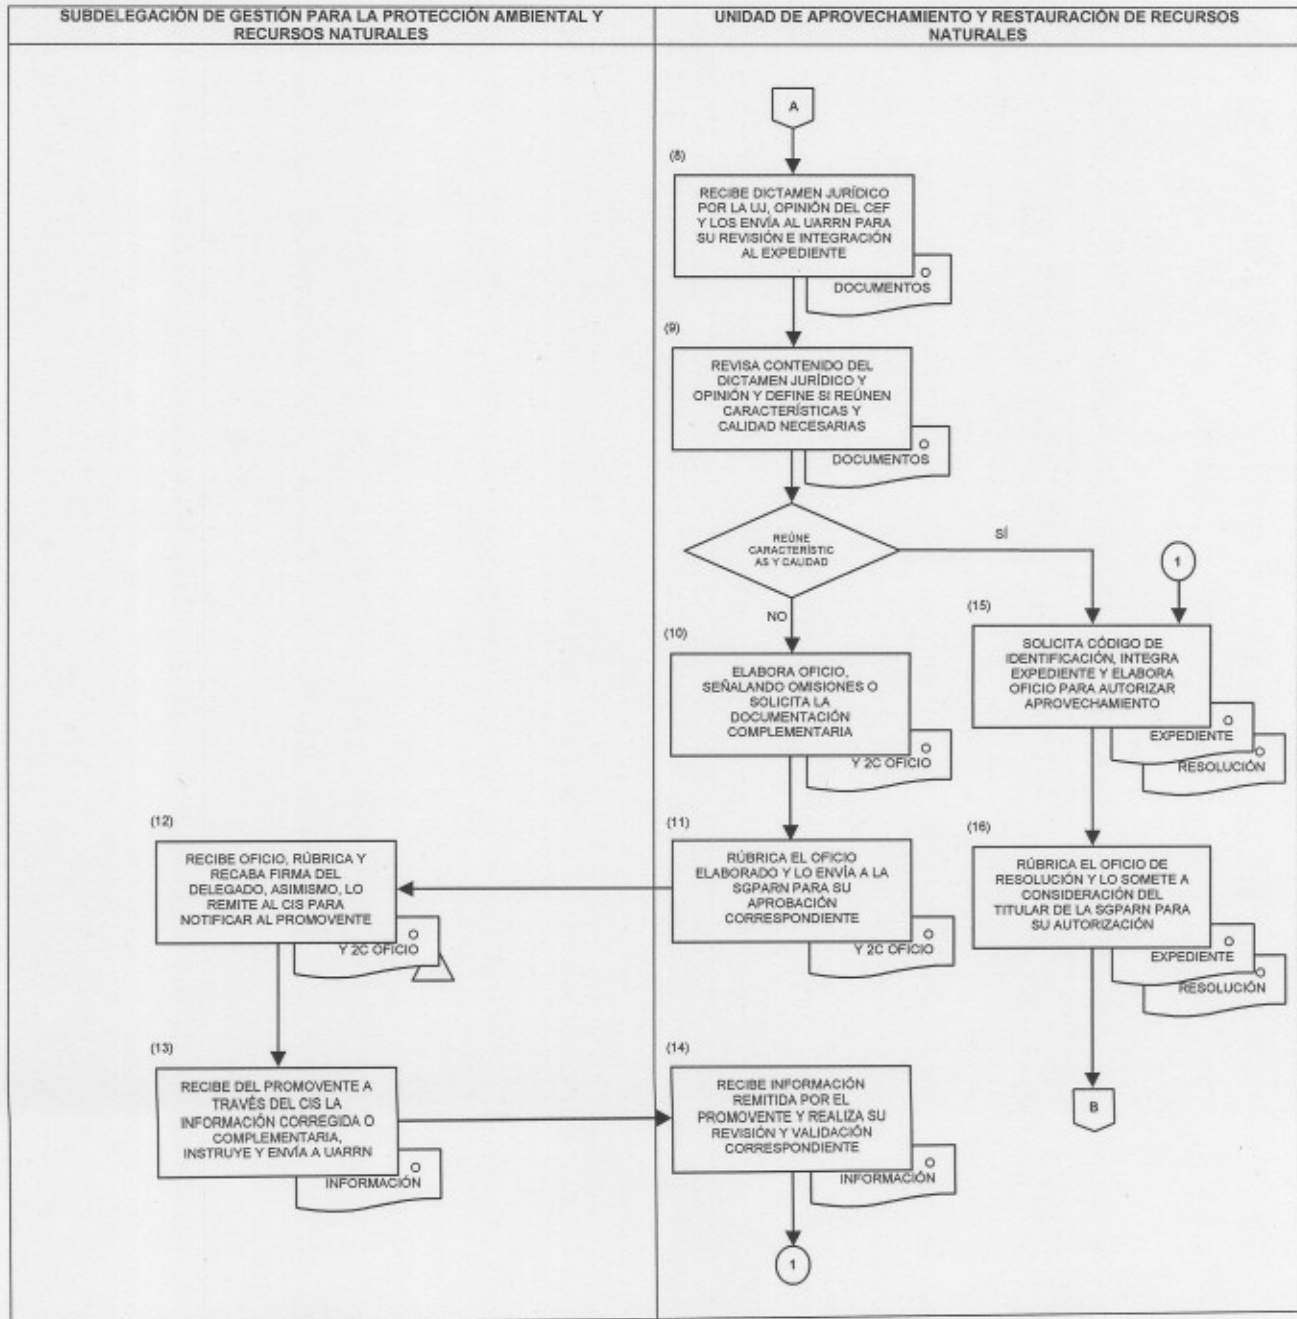 SUBDELEGACIÓN DE GESTIÓN PARA LA PROTECCIÓN AMBIENTAL Y
RECURSOS NATURALES
UNIDAD DE APROVECHAMIENTO Y RESTAURACIÓN DE RECURSOS
NATURALES
A
(8)
RECIBE DICTAMEN JURÍDICO
POR LA UJ, OPINIÓN DEL CEF
Y LOS ENVÍA AL UARRN PARA
SU REVISIÓN E INTEGRACIÓN
AL EXPEDIENTE
O
DOCUMENTOS
(9)
REVISA CONTENIDO DEL
DICTAMEN JURÍDICO Y
OPINIÓN Y DEFINE SI REÚNEN
CARACTERÍSTICAS Y
CALIDAD NECESARIAS
O
DOCUMENTOS
REÚNE
CARACTERÍSTIC
AS Y CALIDAD
SÍ
NO
1
(10)
ELABORA OFICIO,
SEÑALANDO OMISIONES O
SOLICITA LA
DOCUMENTACIÓN
COMPLEMENTARIA
O
Y 2C OFICIO
(15)
SOLICITA CÓDIGO DE
IDENTIFICACIÓN, INTEGRA
EXPEDIENTE Y ELABORA
OFICIO PARA AUTORIZAR
APROVECHAMIENTO
O
EXPEDIENTE
O
RESOLUCIÓN
(12)
RECIBE OFICIO, RÚBRICA Y
RECABA FIRMA DEL
DELEGADO, ASIMISMO, LO
REMITE AL CIS PARA
NOTIFICAR AL PROMOVENTE
O
Y 2C OFICIO
(11)
RÚBRICA EL OFICIO
ELABORADO Y LO ENVÍA A LA
SGPARN PARA SU
APROBACIÓN
CORRESPONDIENTE
O
Y 2C OFICIO
(16)
RÚBRICA EL OFICIO DE
RESOLUCIÓN Y LO SOMETE A
CONSIDERACIÓN DEL
TITULAR DE LA SGPARN PARA
SU AUTORIZACIÓN
O
EXPEDIENTE
O
RESOLUCIÓN
(13)
RECIBE DEL PROMOVENTE A
TRAVÉS DEL CIS LA
INFORMACIÓN CORREGIDA O
COMPLEMENTARIA,
INSTRUYE Y ENVÍA A UARRN
O
INFORMACIÓN
(14)
RECIBE INFORMACIÓN
REMITIDA POR EL
PROMOVENTE Y REALIZA SU
REVISIÓN Y VALIDACIÓN
CORRESPONDIENTE
O
INFORMACIÓN
B
1